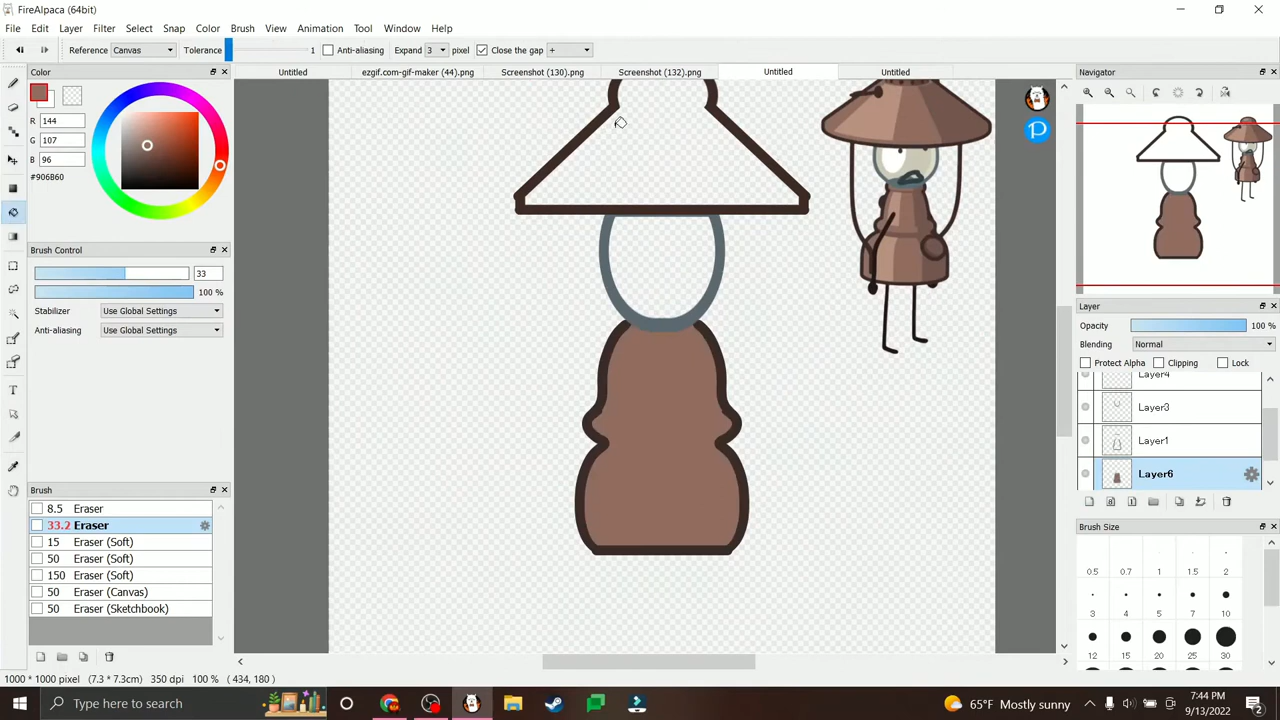 FireAlpaca (64bit)
File Edit Layer Filter Select Snap Color Brush View Animation Tool Window Help
Reference Canvas Tolerance 1 Anti-aliasing Expand 3 pixel Close the gap +
Color
Untitled ezgif.com-gif-maker (44).png Screenshot (130).png Screenshot (132).png Untitled Untitled
Navigator
R 144
G 107
B 96
#906B60
Brush Control
33
100 %
Stabilizer Use Global Settings
Anti-aliasing Use Global Settings
Layer
Opacity 100 %
Blending Normal
Protect Alpha Clipping Lock
Layer4
Layer3
Layer1
Layer6
Brush
8.5 Eraser
33.2 Eraser
15 Eraser (Soft)
50 Eraser (Soft)
150 Eraser (Soft)
50 Eraser (Canvas)
50 Eraser (Sketchbook)
Brush Size
0.5 0.7 1 1.5 2
3 4 5 7 10
12 15 20 25 30
1000 * 1000 pixel (7.3 * 7.3cm) 350 dpi 100 % ( 434, 180)
Type here to search
65°F Mostly sunny
7:44 PM
9/13/2022